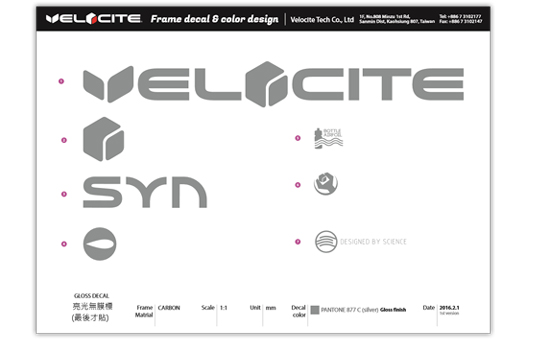 VELOCITE Frame decal & color design Velocite Tech Co., Ltd
1F, No.808 Minzu 1st Rd,
Sanmin Dist, Kaohsiung 807, Taiwan
Tel: +886 7 3102177
Fax: +886 7 3102147
VELOCITE
SYN
BOTTLE
AIRFOIL
DESIGNED BY SCIENCE
GLOSS DECAL
亮光無膜標
(最後才貼)
Frame Matrial CARBON
Scale 1:1
Unit mm
Decal color PANTONE 877 C (silver) Gloss finish
Date 2016.2.1